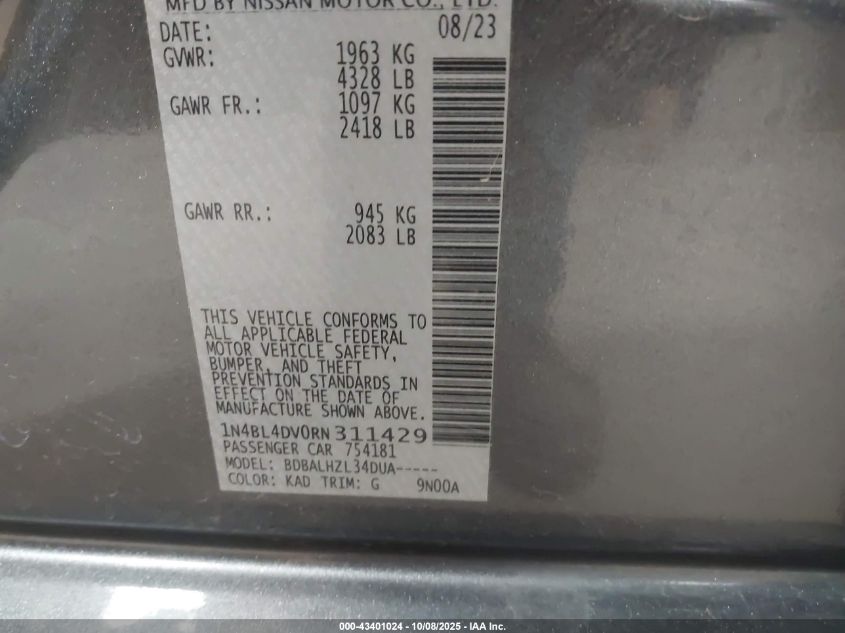 MFD BY NISSAN MOTOR CO., LTD.
DATE: 08/23
GVWR: 1963 KG
4328 LB
GAWR FR.: 1097 KG
2418 LB
GAWR RR.: 945 KG
2083 LB
THIS VEHICLE CONFORMS TO
ALL APPLICABLE FEDERAL
MOTOR VEHICLE SAFETY,
BUMPER, AND THEFT
PREVENTION STANDARDS IN
EFFECT ON THE DATE OF
MANUFACTURE SHOWN ABOVE.
1N4BL4DV0RN311429
PASSENGER CAR 754181
MODEL: BDBALHZL34DUA-----
COLOR: KAD TRIM: G 9N00A
000-43401024 - 10/08/2025 - IAA Inc.